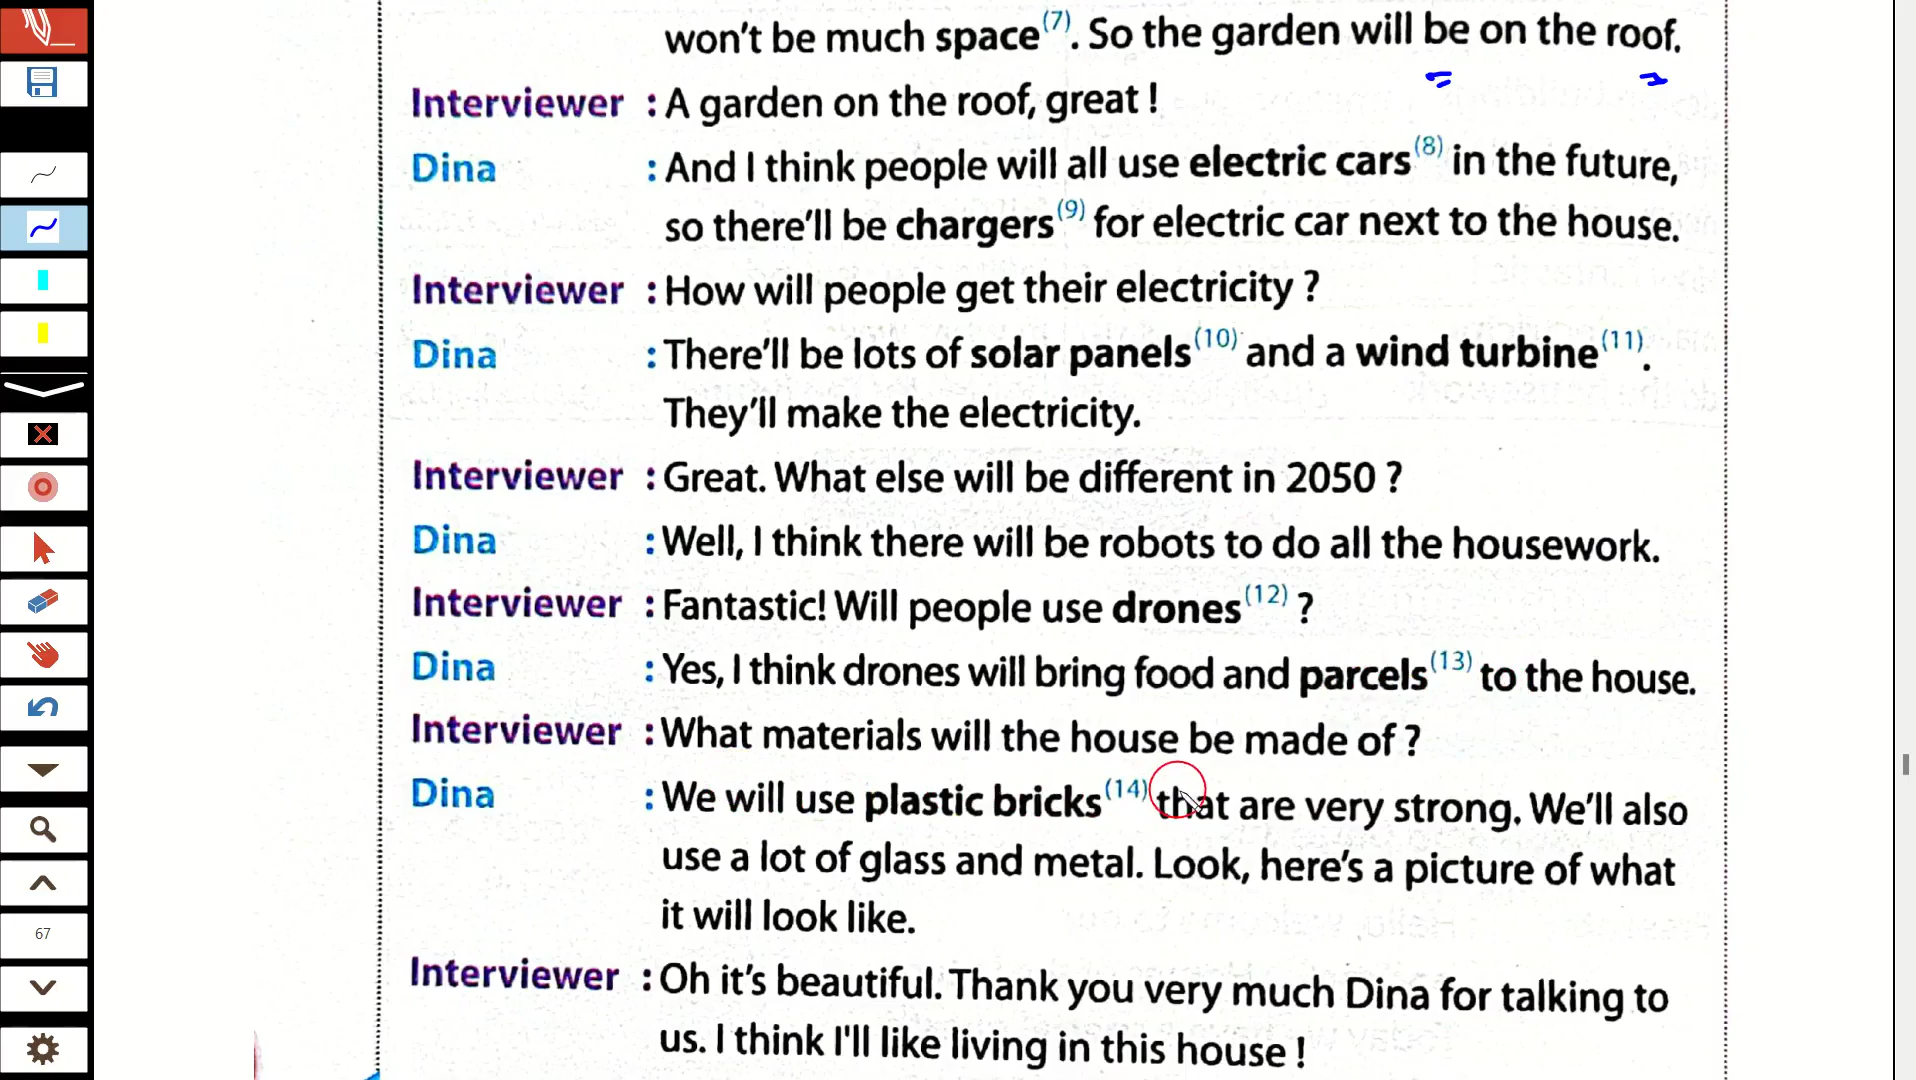 won't be much space(7). So the garden will be on the roof.
Interviewer : A garden on the roof, great !
Dina : And I think people will all use electric cars(8) in the future,
so there'll be chargers(9) for electric car next to the house.
Interviewer : How will people get their electricity ?
Dina : There'll be lots of solar panels(10) and a wind turbine(11).
They'll make the electricity.
Interviewer : Great. What else will be different in 2050 ?
Dina : Well, I think there will be robots to do all the housework.
Interviewer : Fantastic! Will people use drones(12) ?
Dina : Yes, I think drones will bring food and parcels(13) to the house.
Interviewer : What materials will the house be made of ?
Dina : We will use plastic bricks(14) that are very strong. We'll also
use a lot of glass and metal. Look, here's a picture of what
it will look like.
67
Interviewer : Oh it's beautiful. Thank you very much Dina for talking to
us. I think I'll like living in this house !